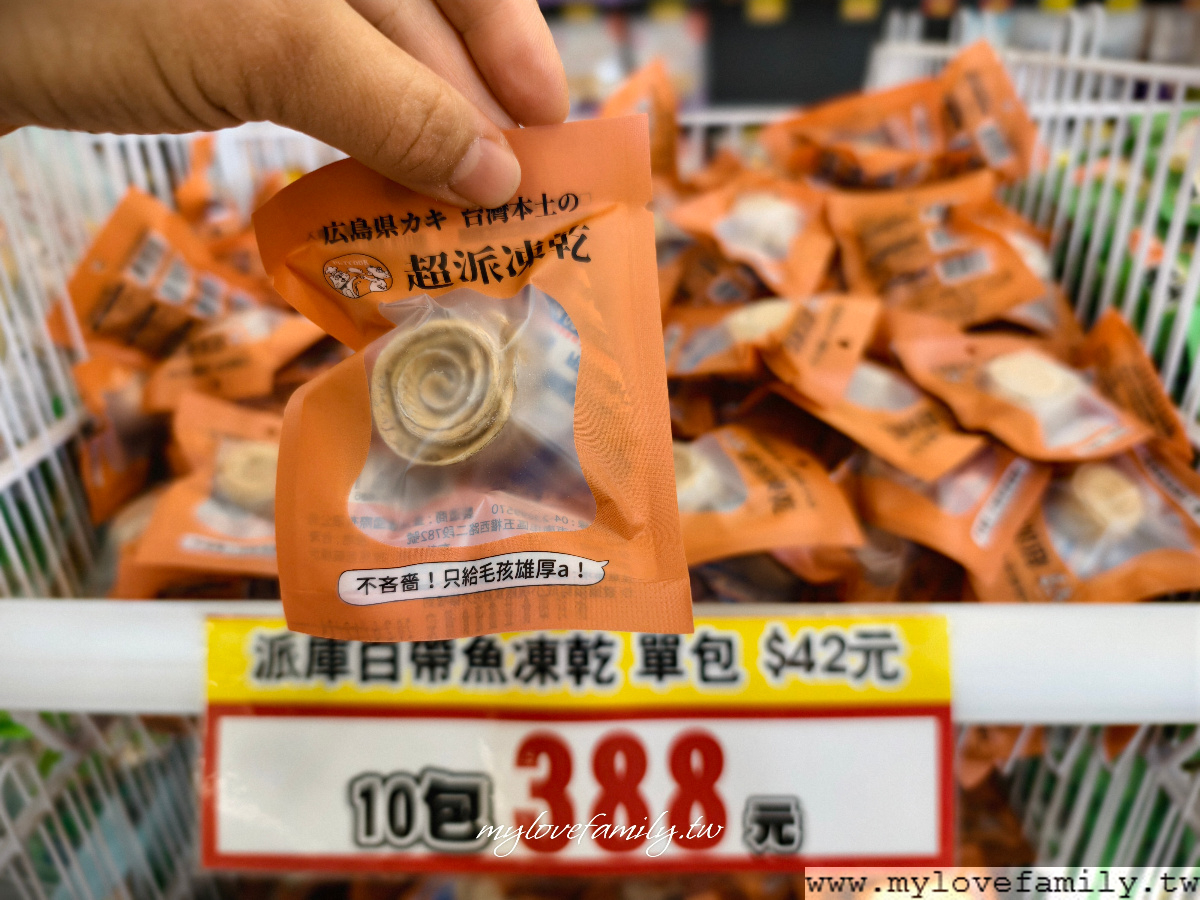 広島県カキ 台灣本土の
超派凍乾
不吝嗇！只給毛孩雄厚a！
派庫白帶魚凍乾 單包 $42元
10包 388 元
mylovefamily.tw
www.mylovefamily.tw